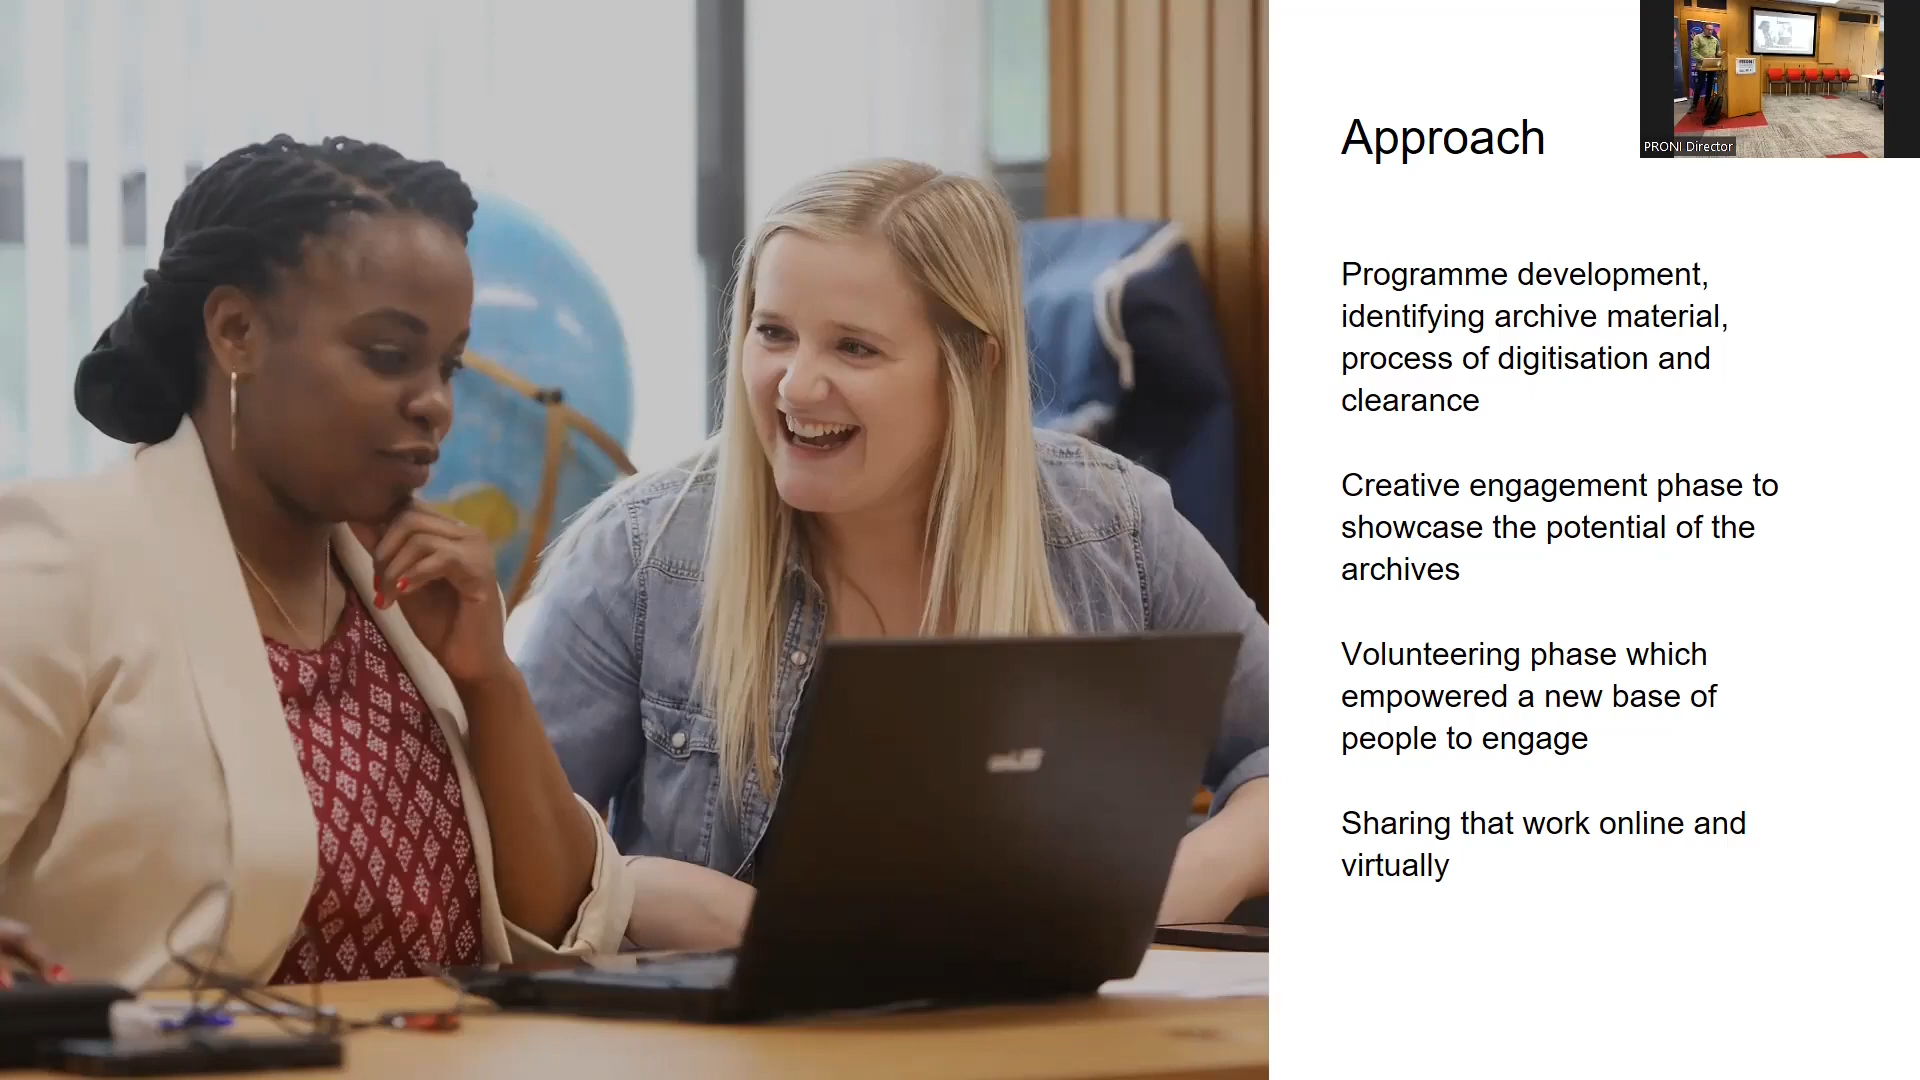 Approach
PRONI Director
Programme development,
identifying archive material,
process of digitisation and
clearance
Creative engagement phase to
showcase the potential of the
archives
Volunteering phase which
empowered a new base of
people to engage
Sharing that work online and
virtually